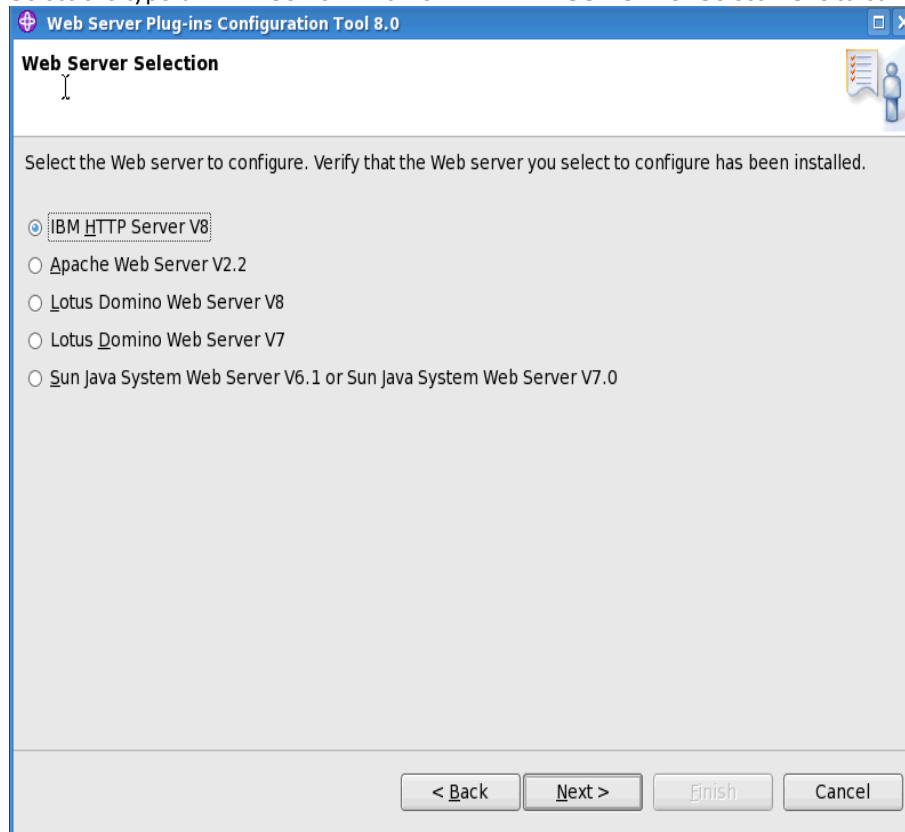 Web Server Plug-ins Configuration Tool 8.0
Web Server Selection
Select the Web server to configure. Verify that the Web server you select to configure has been installed.
IBM HTTP Server V8
Apache Web Server V2.2
Lotus Domino Web Server V8
Lotus Domino Web Server V7
Sun Java System Web Server V6.1 or Sun Java System Web Server V7.0
< Back Next > Finish Cancel